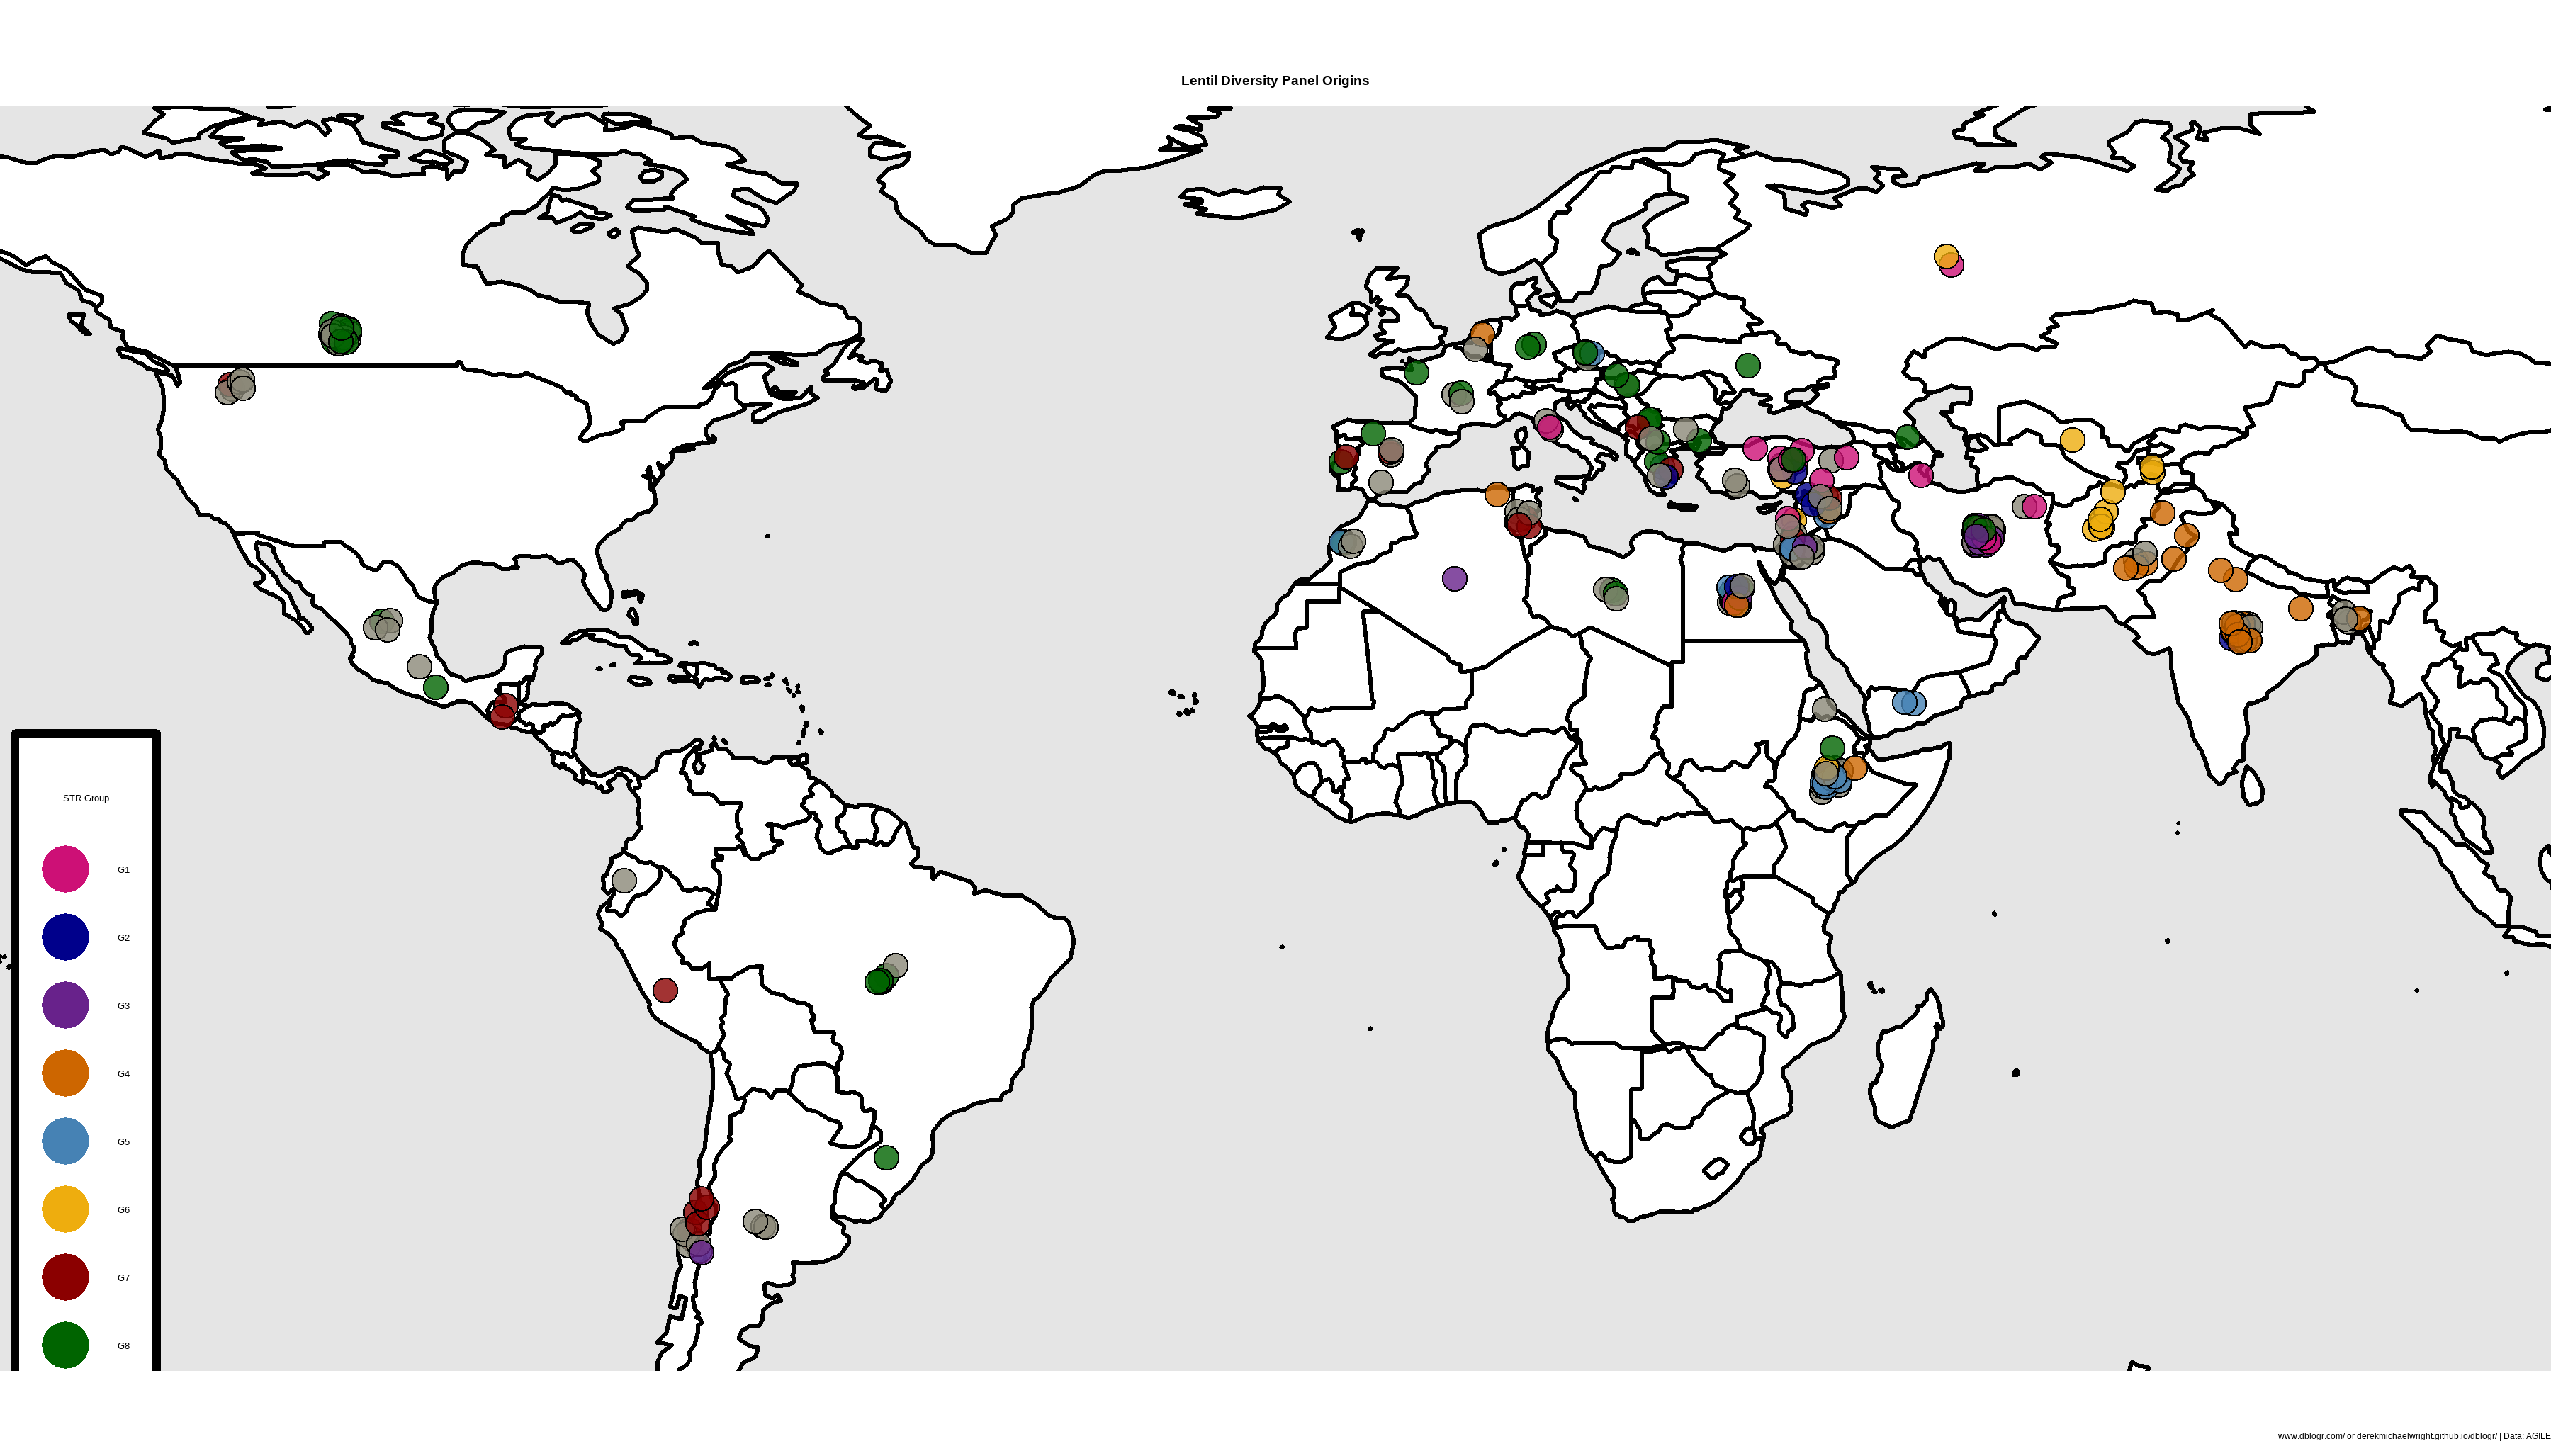 Lentil Diversity Panel Origins
STR Group
G1
G2
G3
G4
G5
G6
G7
G8
www.dblogr.com/ or derekmichaelwright.github.io/dblogr/ | Data: AGILE